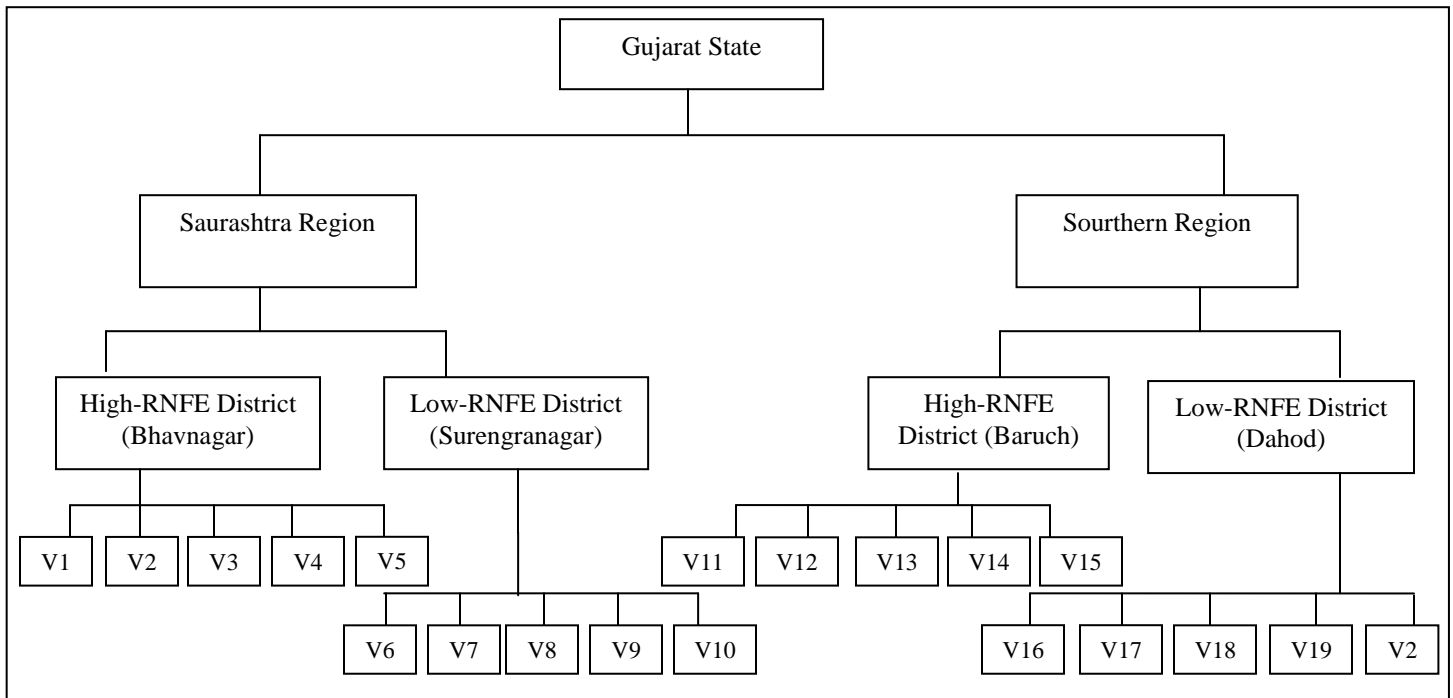 Gujarat State
Saurashtra Region
Sourthern Region
High-RNFE District
(Bhavnagar)
Low-RNFE District
(Surengranagar)
High-RNFE
District (Baruch)
Low-RNFE District
(Dahod)
V1
V2
V3
V4
V5
V11
V12
V13
V14
V15
V6
V7
V8
V9
V10
V16
V17
V18
V19
V2